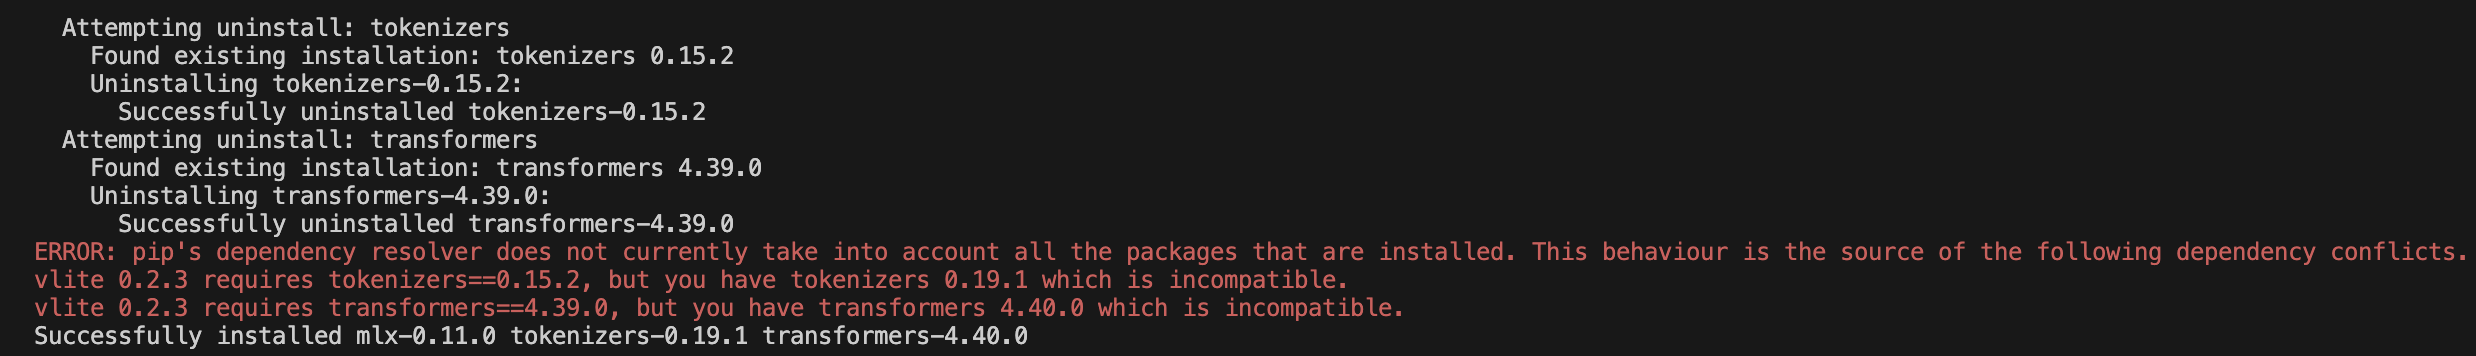 Attempting uninstall: tokenizers
Found existing installation: tokenizers 0.15.2
Uninstalling tokenizers-0.15.2:
Successfully uninstalled tokenizers-0.15.2
Attempting uninstall: transformers
Found existing installation: transformers 4.39.0
Uninstalling transformers-4.39.0:
Successfully uninstalled transformers-4.39.0
ERROR: pip's dependency resolver does not currently take into account all the packages that are installed. This behaviour is the source of the following dependency conflicts.
vlite 0.2.3 requires tokenizers==0.15.2, but you have tokenizers 0.19.1 which is incompatible.
vlite 0.2.3 requires transformers==4.39.0, but you have transformers 4.40.0 which is incompatible.
Successfully installed mlx-0.11.0 tokenizers-0.19.1 transformers-4.40.0